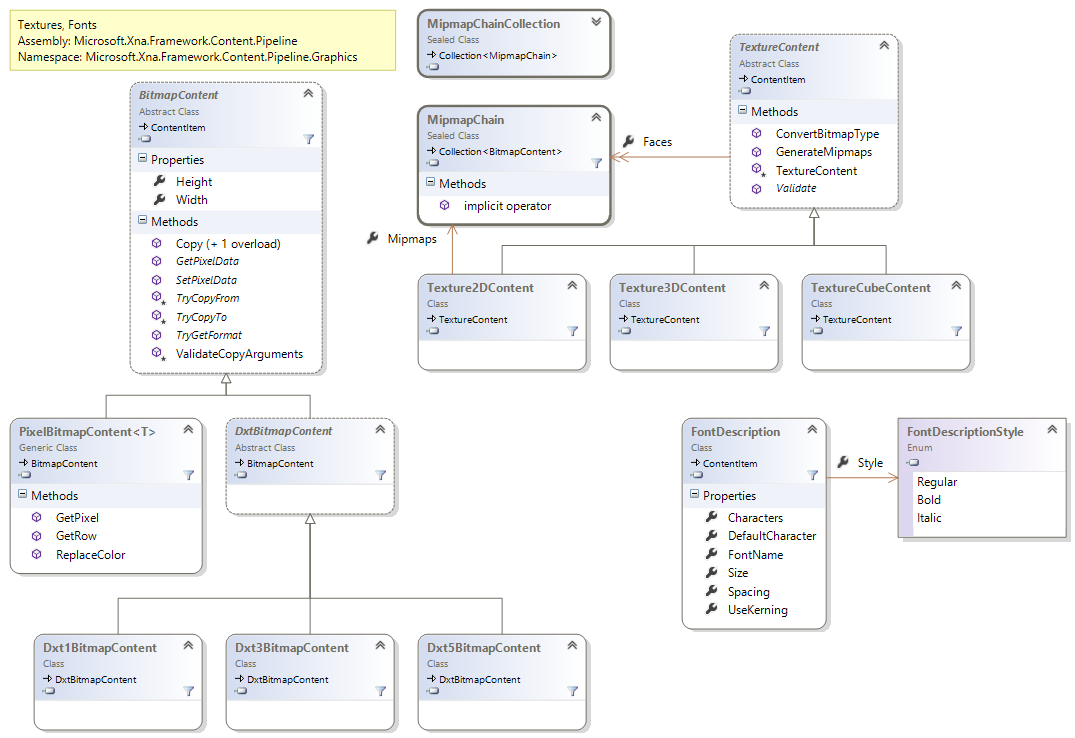 Textures, Fonts
Assembly: Microsoft.Xna.Framework.Content.Pipeline
Namespace: Microsoft.Xna.Framework.Content.Pipeline.Graphics
BitmapContent
Abstract Class
ContentItem
Properties
Height
Width
Methods
Copy (+ 1 overload)
GetPixelData
SetPixelData
TryCopyFrom
TryCopyTo
TryGetFormat
ValidateCopyArguments
MipmapChainCollection
Sealed Class
Collection<MipmapChain>
MipmapChain
Sealed Class
Collection<BitmapContent>
Methods
implicit operator
Faces
Mipmaps
TextureContent
Abstract Class
ContentItem
Methods
ConvertBitmapType
GenerateMipmaps
TextureContent
Validate
Texture2DContent
Class
TextureContent
Texture3DContent
Class
TextureContent
TextureCubeContent
Class
TextureContent
PixelBitmapContent<T>
Generic Class
BitmapContent
Methods
GetPixel
GetRow
ReplaceColor
DxtBitmapContent
Abstract Class
BitmapContent
FontDescription
Class
ContentItem
Properties
Characters
DefaultCharacter
FontName
Size
Spacing
UseKerning
Style
FontDescriptionStyle
Enum
Regular
Bold
Italic
Dxt1BitmapContent
Class
DxtBitmapContent
Dxt3BitmapContent
Class
DxtBitmapContent
Dxt5BitmapContent
Class
DxtBitmapContent